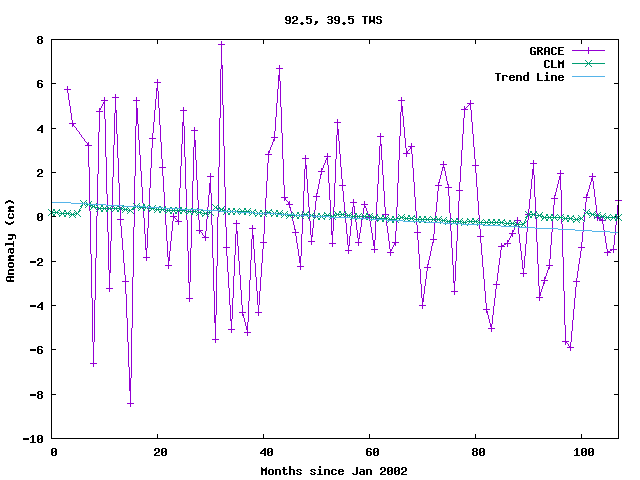 92.5, 39.5 TWS
GRACE
CLM
Trend Line
8
6
4
2
0
-2
-4
-6
-8
-10
Anomaly (cm)
0 20 40 60 80 100
Months since Jan 2002